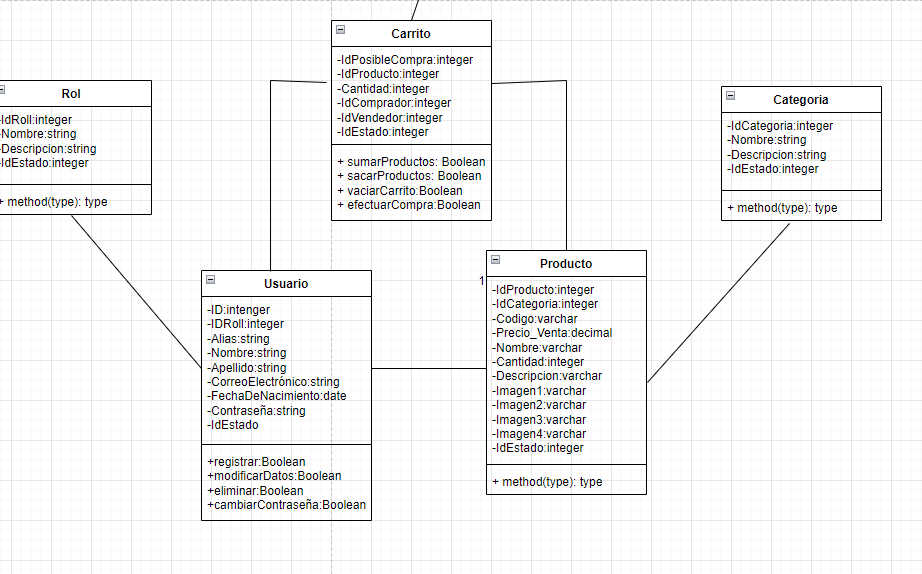 Carrito
-IdPosibleCompra:integer
-IdProducto:integer
-Cantidad:integer
-IdComprador:integer
-IdVendedor:integer
-IdEstado:integer
+ sumarProductos: Boolean
+ sacarProductos: Boolean
+ vaciarCarrito:Boolean
+ efectuarCompra:Boolean
Rol
-IdRoll:integer
-Nombre:string
-Descripcion:string
-IdEstado:integer
+ method(type): type
Categoria
-IdCategoria:integer
-Nombre:string
-Descripcion:string
-IdEstado:integer
+ method(type): type
Usuario
-ID:intenger
-IDRoll:integer
-Alias:string
-Nombre:string
-Apellido:string
-CorreoElectrónico:string
-FechaDeNacimiento:date
-Contraseña:string
-IdEstado
+registrar:Boolean
+modificarDatos:Boolean
+eliminar:Boolean
+cambiarContraseña:Boolean
1
Producto
-IdProducto:integer
-IdCategoria:integer
-Codigo:varchar
-Precio_Venta:decimal
-Nombre:varchar
-Cantidad:integer
-Descripcion:varchar
-Imagen1:varchar
-Imagen2:varchar
-Imagen3:varchar
-Imagen4:varchar
-IdEstado:integer
+ method(type): type